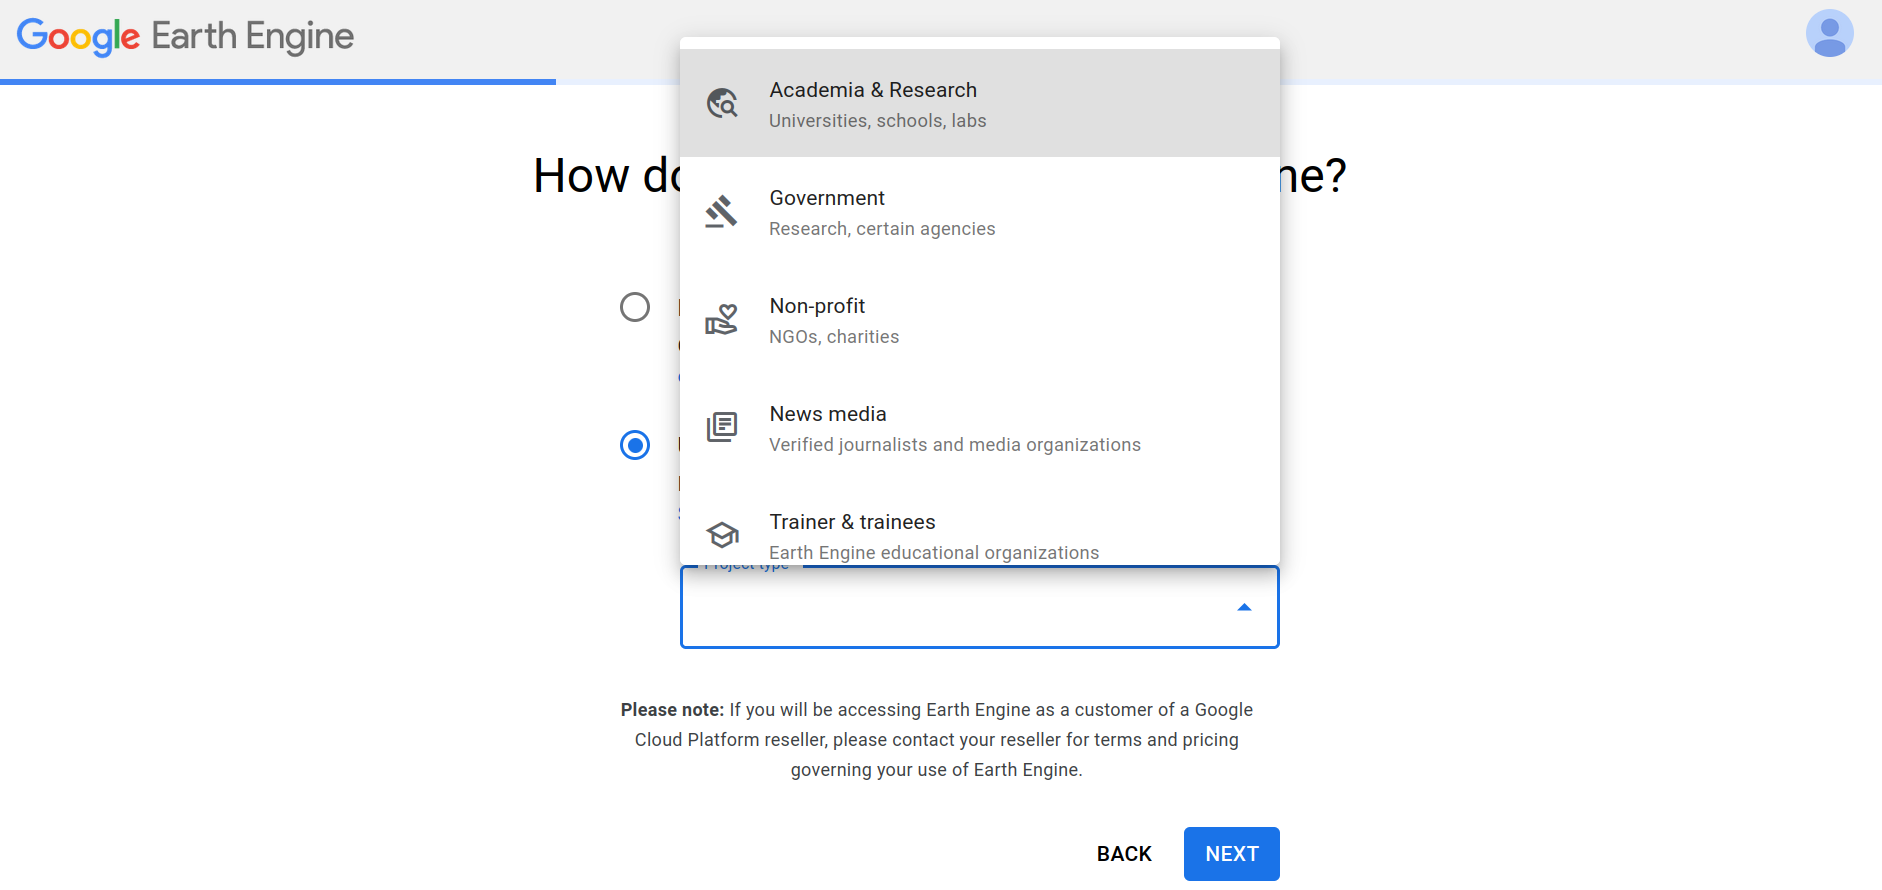 Google Earth Engine
Academia & Research
Universities, schools, labs
How do
me?
Government
Research, certain agencies
Non-profit
NGOs, charities
News media
Verified journalists and media organizations
Trainer & trainees
Earth Engine educational organizations
Project type
Please note: If you will be accessing Earth Engine as a customer of a Google
Cloud Platform reseller, please contact your reseller for terms and pricing
governing your use of Earth Engine.
BACK NEXT